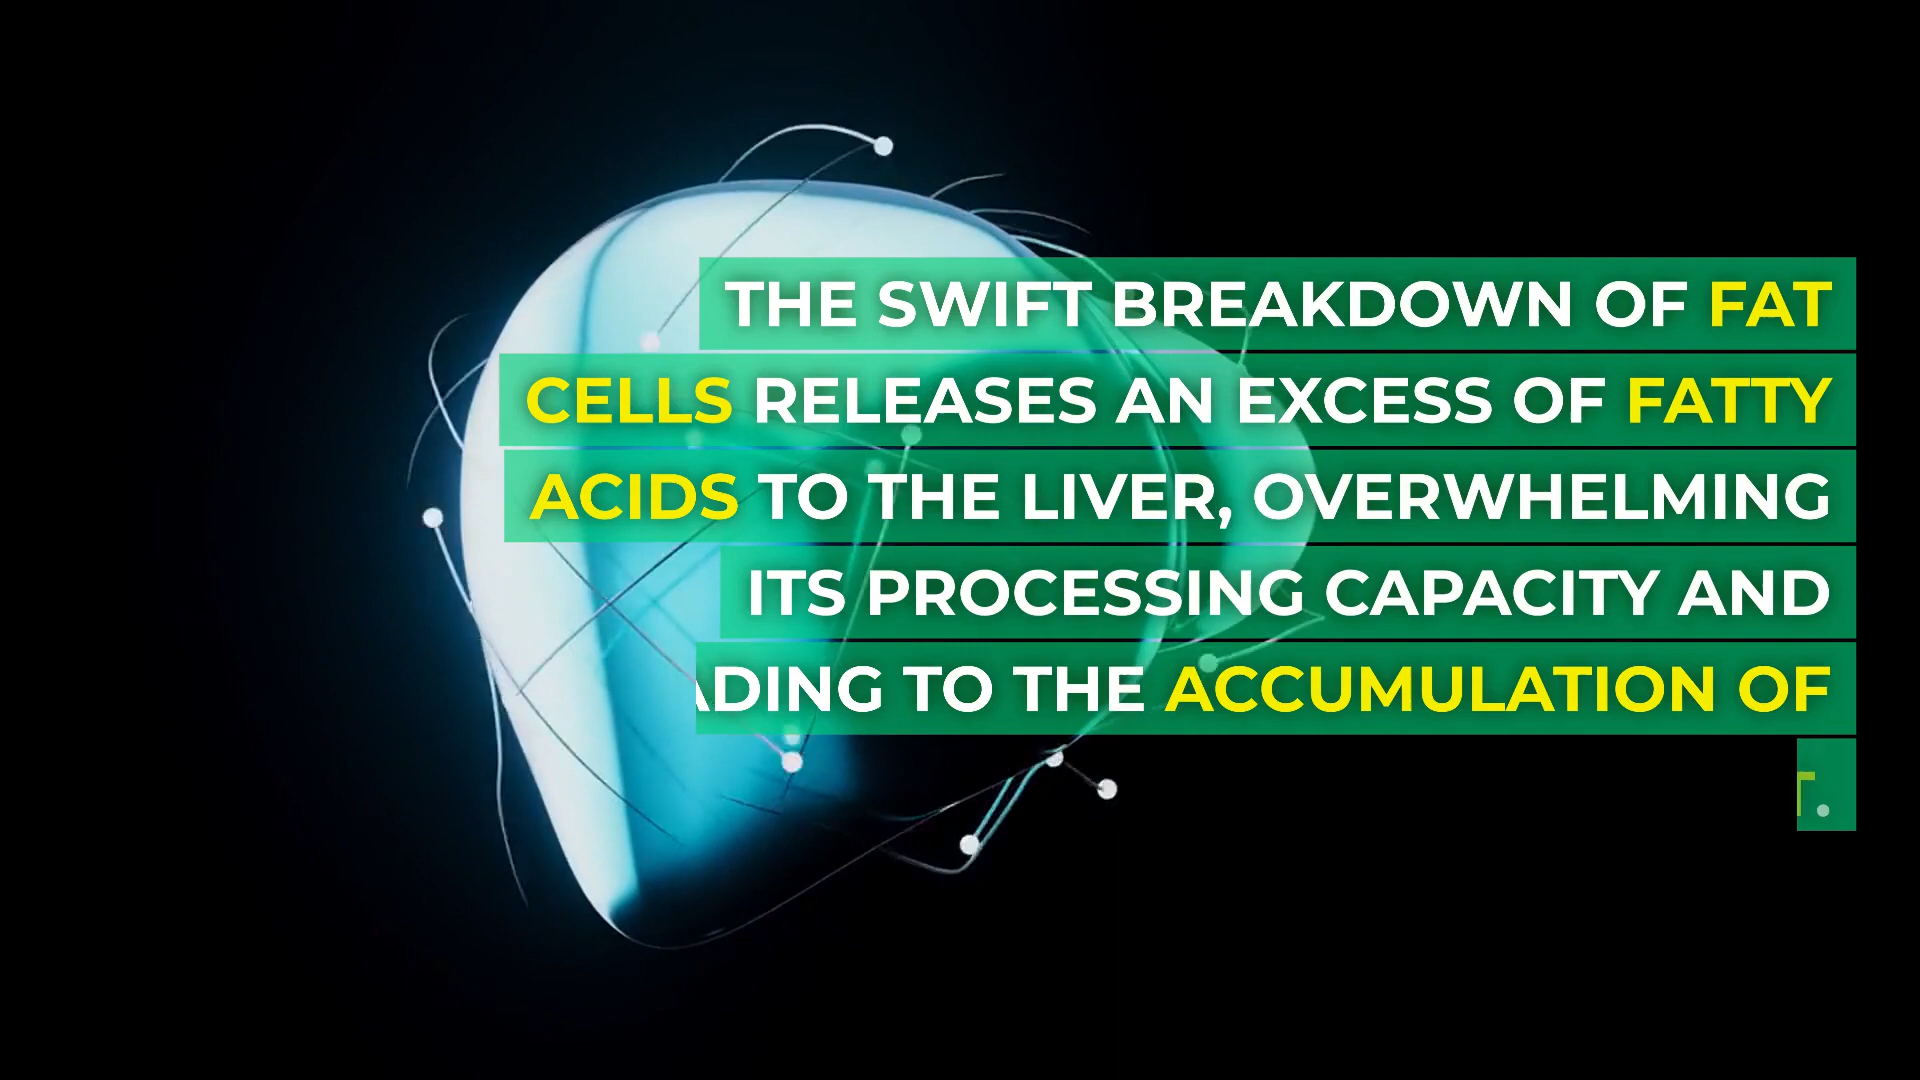 THE SWIFT BREAKDOWN OF FAT
CELLS RELEASES AN EXCESS OF FATTY
ACIDS TO THE LIVER, OVERWHELMING
ITS PROCESSING CAPACITY AND
TO THE ACCUMULATION OF